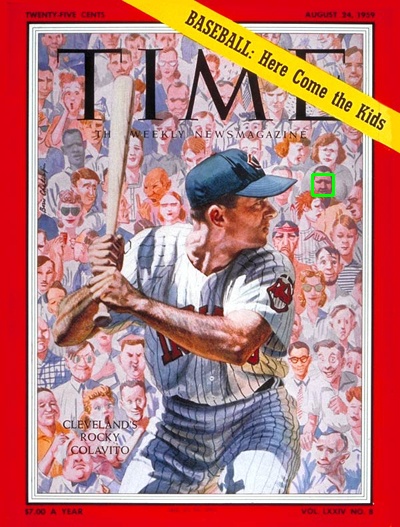 TWENTY-FIVE CENTS
AUGUST 24, 1959
BASEBALL: Here Come the Kids
TIME
THE WEEKLY NEWSMAGAZINE
INDI
CLEVELAND'S
ROCKY
COLAVITO
$7.00 A YEAR
VOL. LXXIV NO. 8